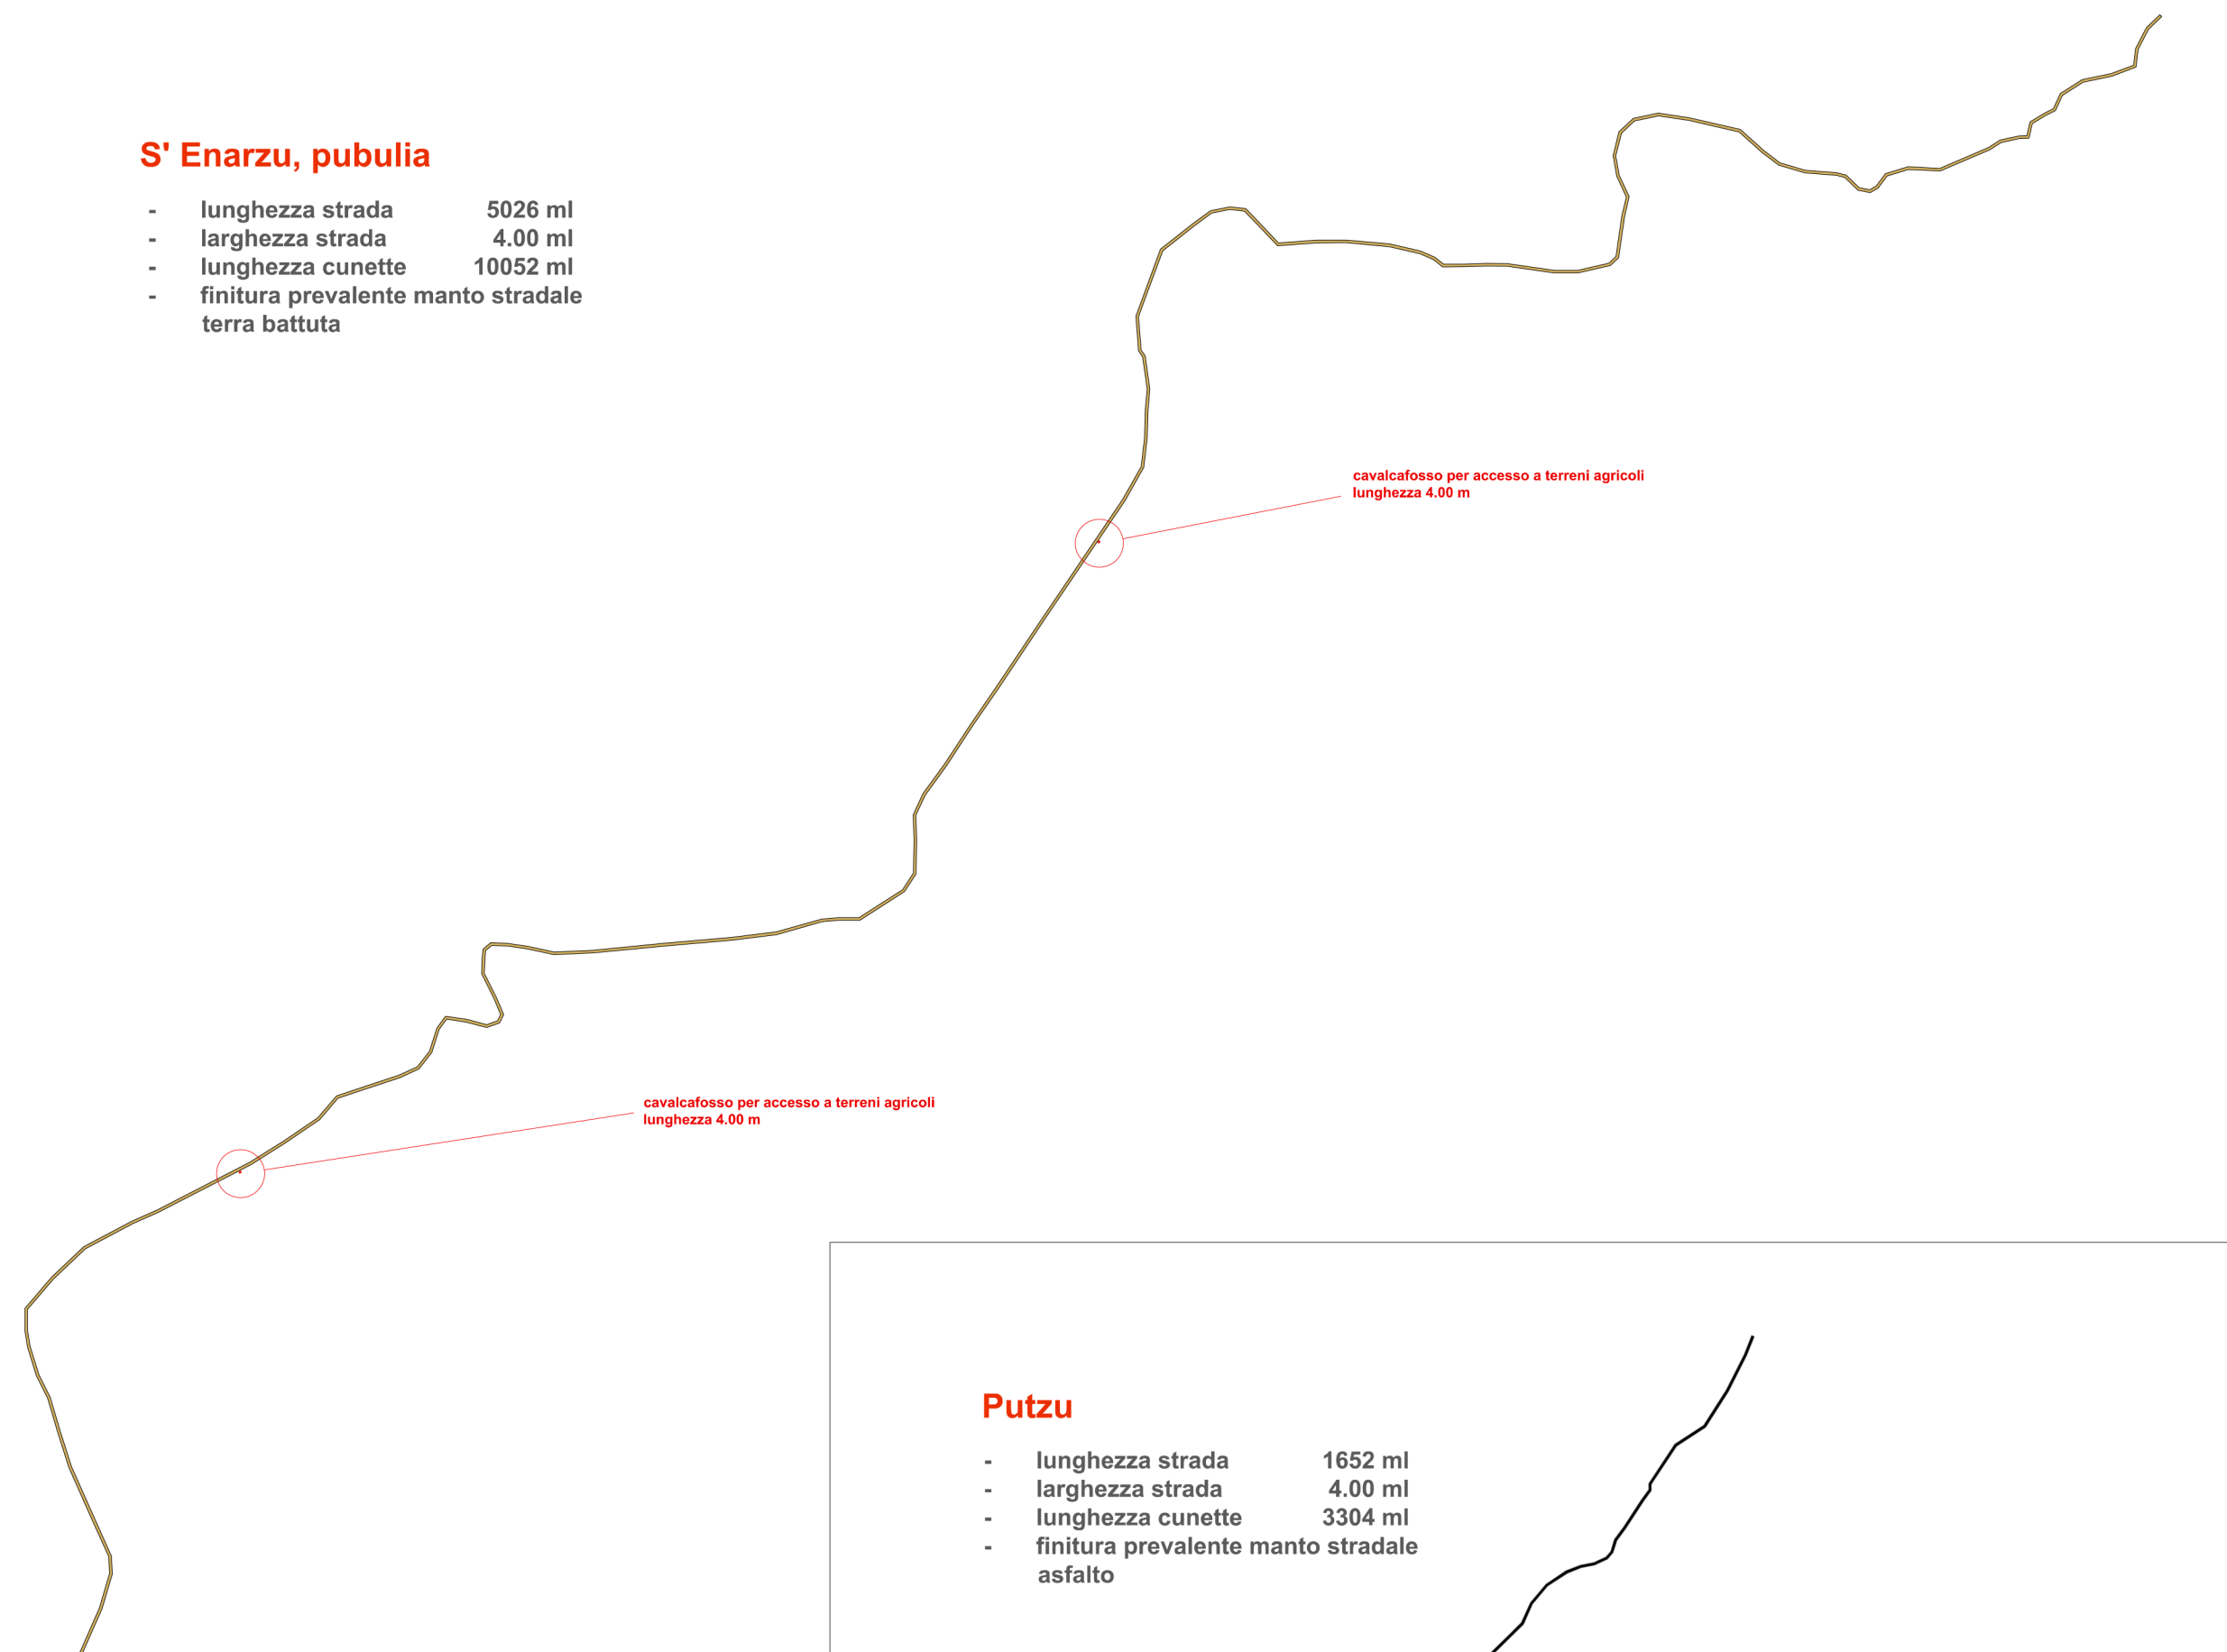 S' Enarzu, pubulia
- lunghezza strada 5026 ml
- larghezza strada 4.00 ml
- lunghezza cunette 10052 ml
- finitura prevalente manto stradale
terra battuta
cavalcafosso per accesso a terreni agricoli
lunghezza 4.00 m
cavalcafosso per accesso a terreni agricoli
lunghezza 4.00 m
Putzu
- lunghezza strada 1652 ml
- larghezza strada 4.00 ml
- lunghezza cunette 3304 ml
- finitura prevalente manto stradale
asfalto